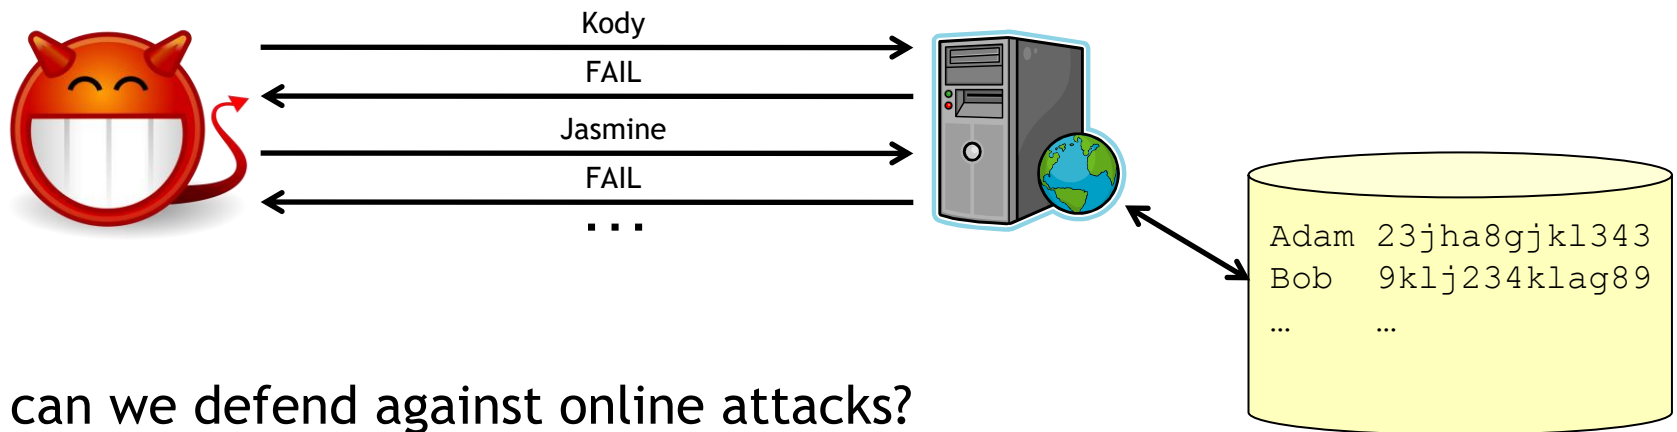 Kody
FAIL
Jasmine
FAIL
...
Adam 23jha8gjkl343
Bob 9klj234klag89
… …
can we defend against online attacks?